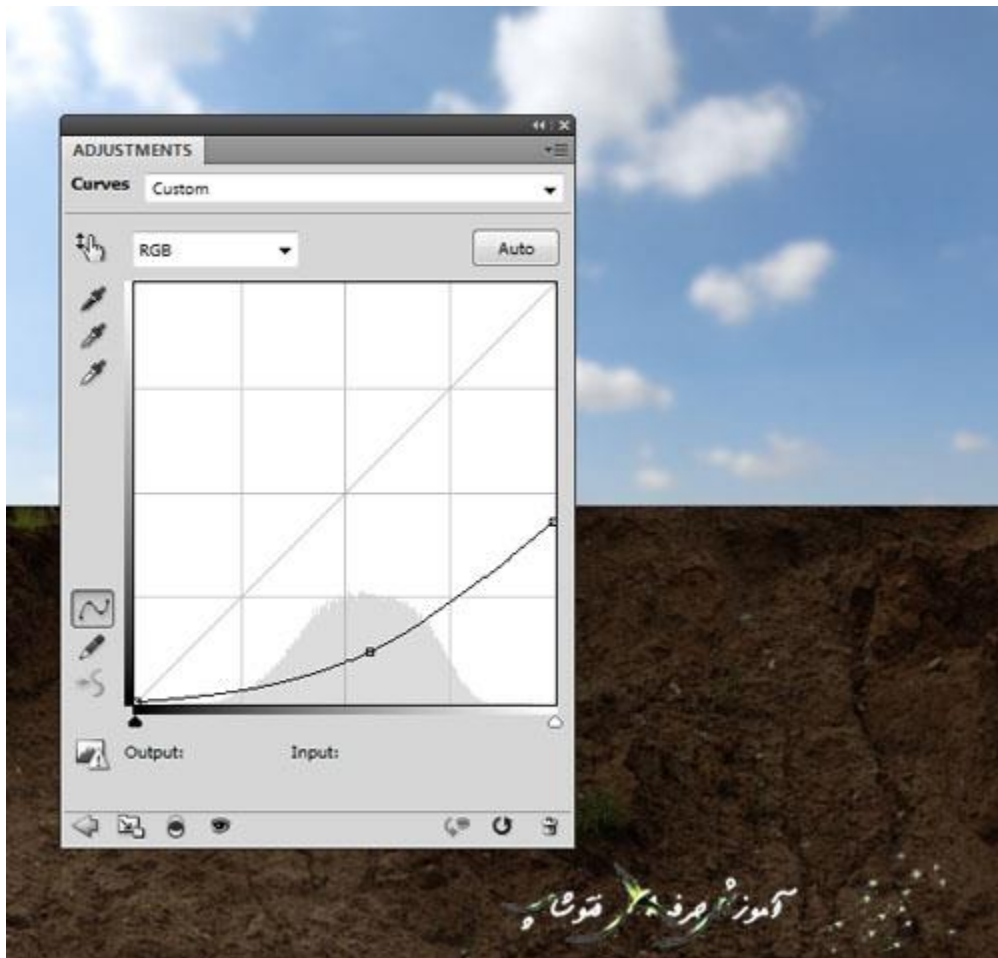 ADJUSTMENTS
Curves Custom
RGB Auto
Output: Input:
آموزش حرفه ای فتوشاپ